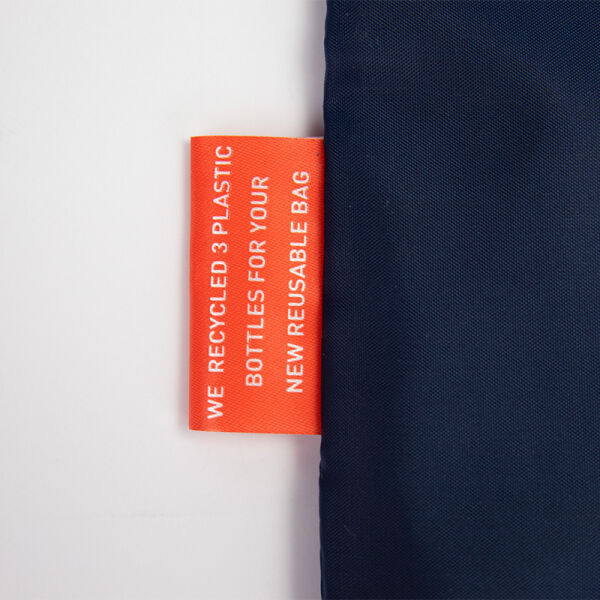 WE RECYCLED 3 PLASTIC
BOTTLES FOR YOUR
NEW REUSABLE BAG